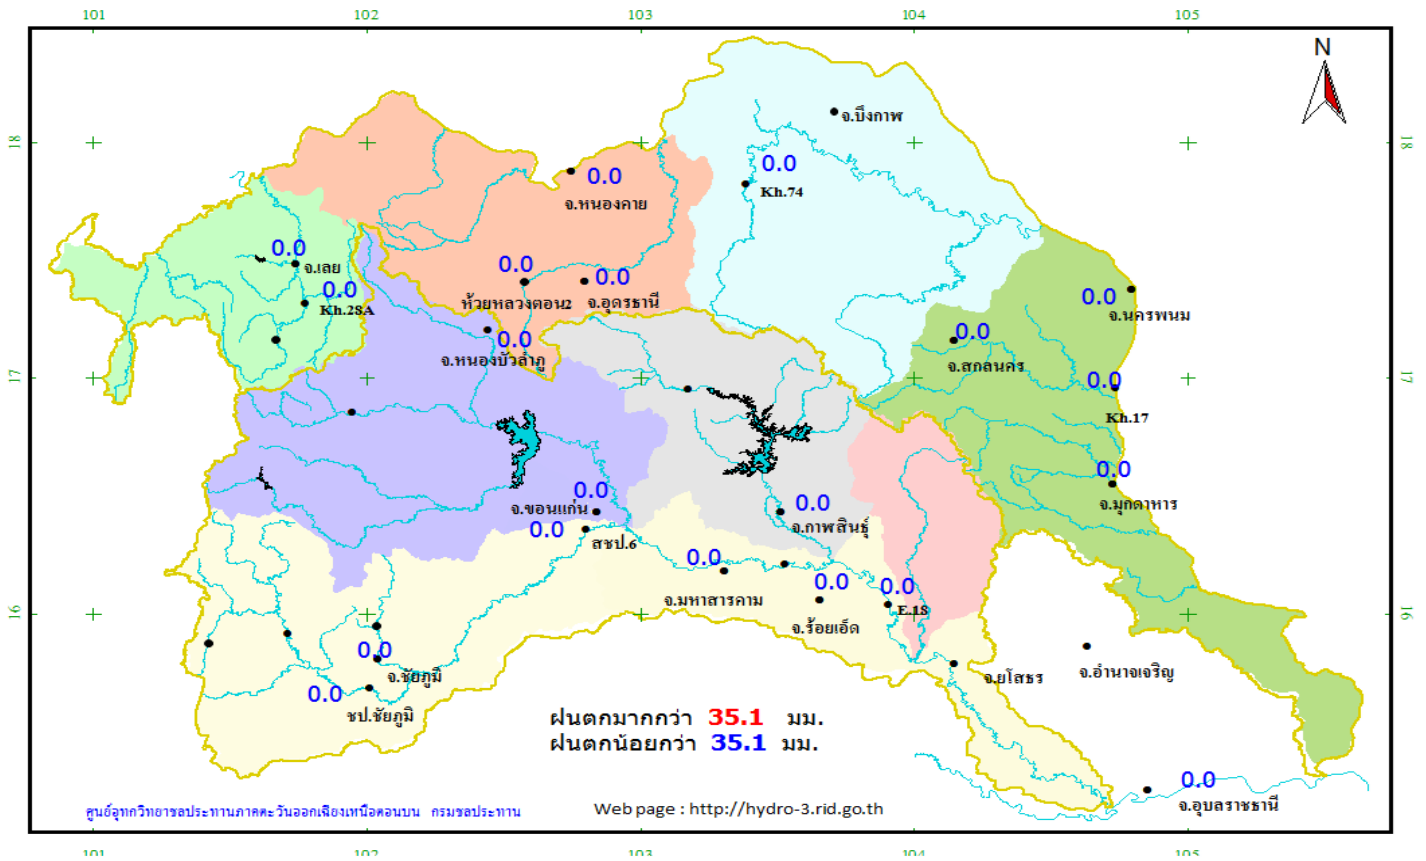 101 102 103 104 105
N
จ.บึงกาฬ
18 18
0.0
Kh.74
0.0
จ.หนองคาย
0.0
จ.เลย
0.0
Kh.28A
0.0
ห้วยหลวงตอน2
0.0
จ.อุดรธานี
0.0
จ.นครพนม
0.0
จ.สกลนคร
0.0
จ.หนองบัวลำภู
17 17
0.0
Kh.17
0.0
จ.มุกดาหาร
0.0
จ.ขอนแก่น
0.0
สชป.6
0.0
จ.กาฬสินธุ์
0.0
จ.มหาสารคาม
0.0
จ.ร้อยเอ็ด
0.0
E.18
16 16
0.0
จ.ชัยภูมิ
0.0
ชป.ชัยภูมิ
จ.ยโสธร
จ.อำนาจเจริญ
ฝนตกมากกว่า 35.1 มม.
ฝนตกน้อยกว่า 35.1 มม.
0.0
จ.อุบลราชธานี
ศูนย์อุทกวิทยาชลประทานภาคตะวันออกเฉียงเหนือตอนบน กรมชลประทาน
Web page : http://hydro-3.rid.go.th
101 102 103 104 105